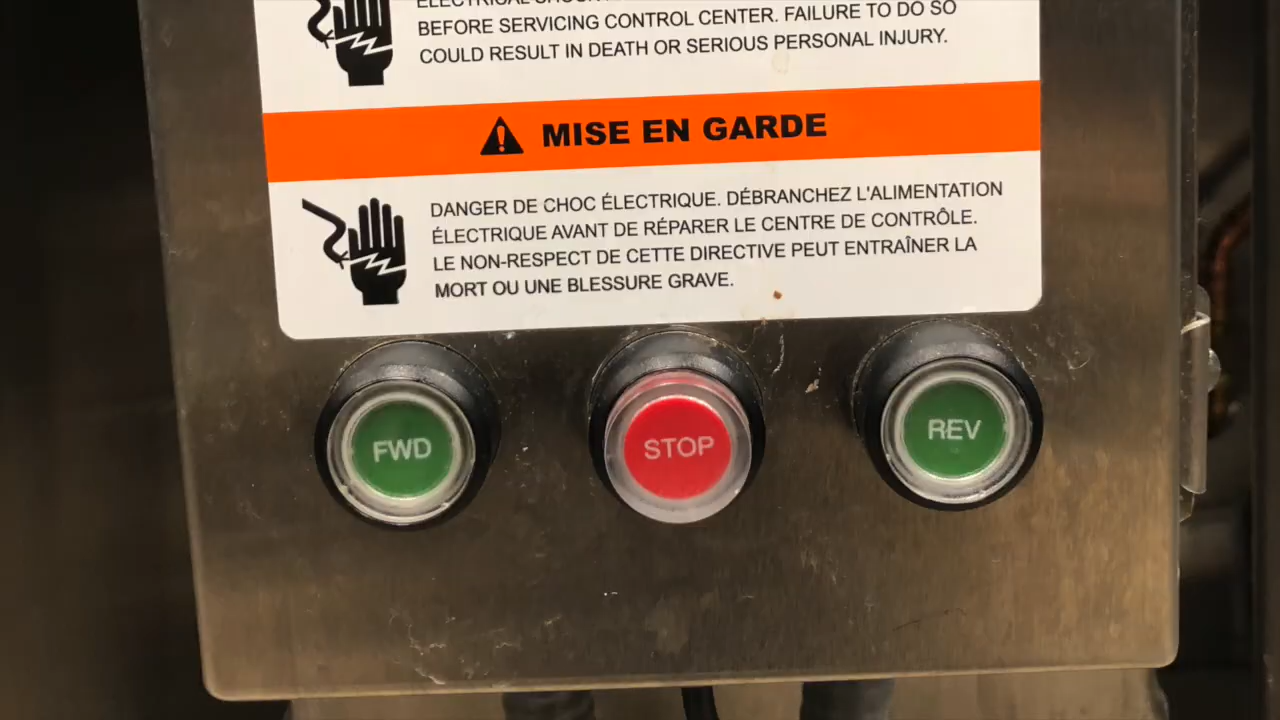 ELECTRICAL SHOCK
BEFORE SERVICING CONTROL CENTER. FAILURE TO DO SO
COULD RESULT IN DEATH OR SERIOUS PERSONAL INJURY.
MISE EN GARDE
DANGER DE CHOC ÉLECTRIQUE. DÉBRANCHEZ L'ALIMENTATION
ÉLECTRIQUE AVANT DE RÉPARER LE CENTRE DE CONTRÔLE.
LE NON-RESPECT DE CETTE DIRECTIVE PEUT ENTRAÎNER LA
MORT OU UNE BLESSURE GRAVE.
FWD
STOP
REV